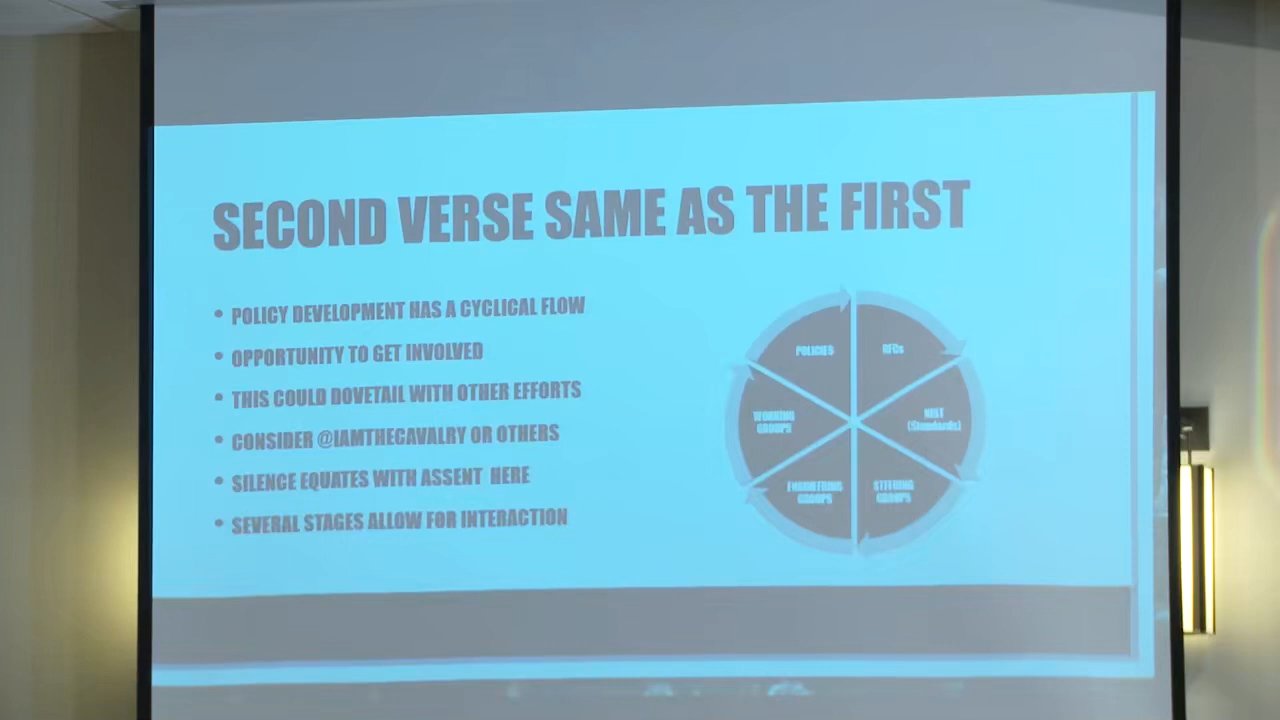 SECOND VERSE SAME AS THE FIRST
• POLICY DEVELOPMENT HAS A CYCLICAL FLOW
• OPPORTUNITY TO GET INVOLVED
• THIS COULD DOVETAIL WITH OTHER EFFORTS
• CONSIDER @IAMTHECAVALRY OR OTHERS
• SILENCE EQUATES WITH ASSENT HERE
• SEVERAL STAGES ALLOW FOR INTERACTION
POLICIES
RFCs
NIST
(Standards)
STEERING
GROUPS
ENGINEERING
GROUPS
WORKING
GROUPS